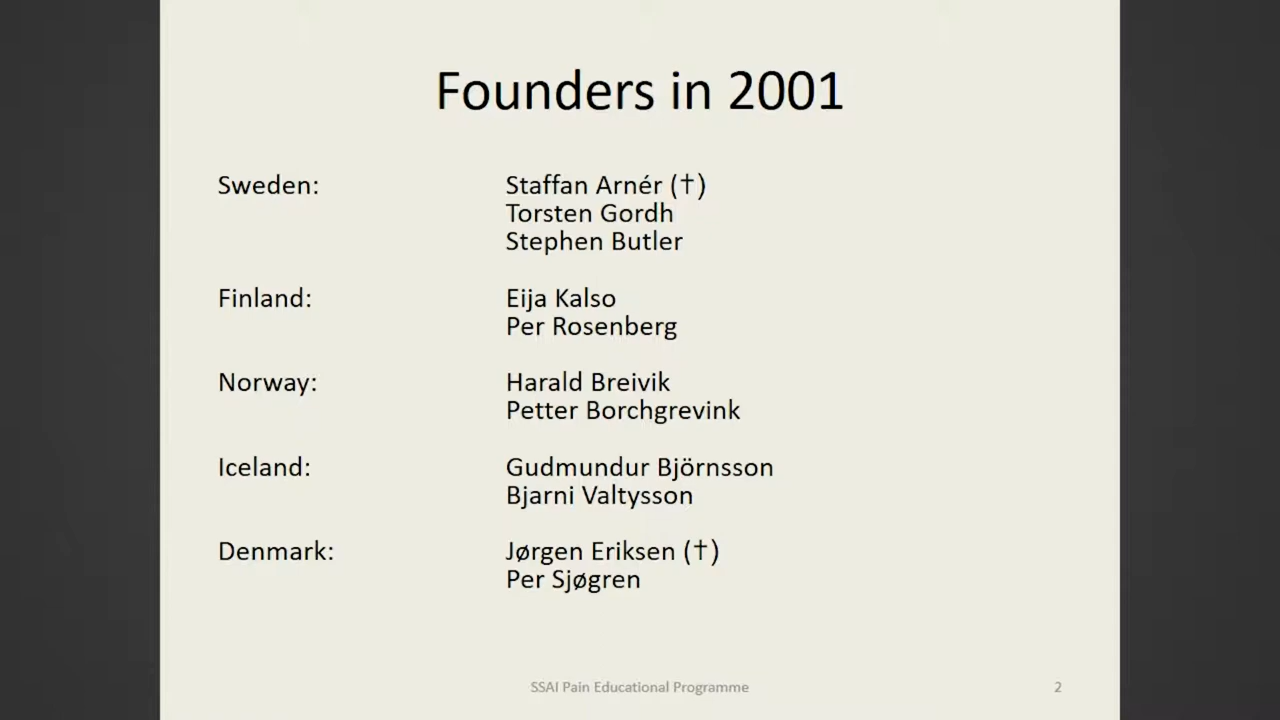 Founders in 2001
Sweden: Staffan Arnér (†)
Torsten Gordh
Stephen Butler
Finland: Eija Kalso
Per Rosenberg
Norway: Harald Breivik
Petter Borchgrevink
Iceland: Gudmundur Björnsson
Bjarni Valtysson
Denmark: Jørgen Eriksen (†)
Per Sjøgren
SSAI Pain Educational Programme 2